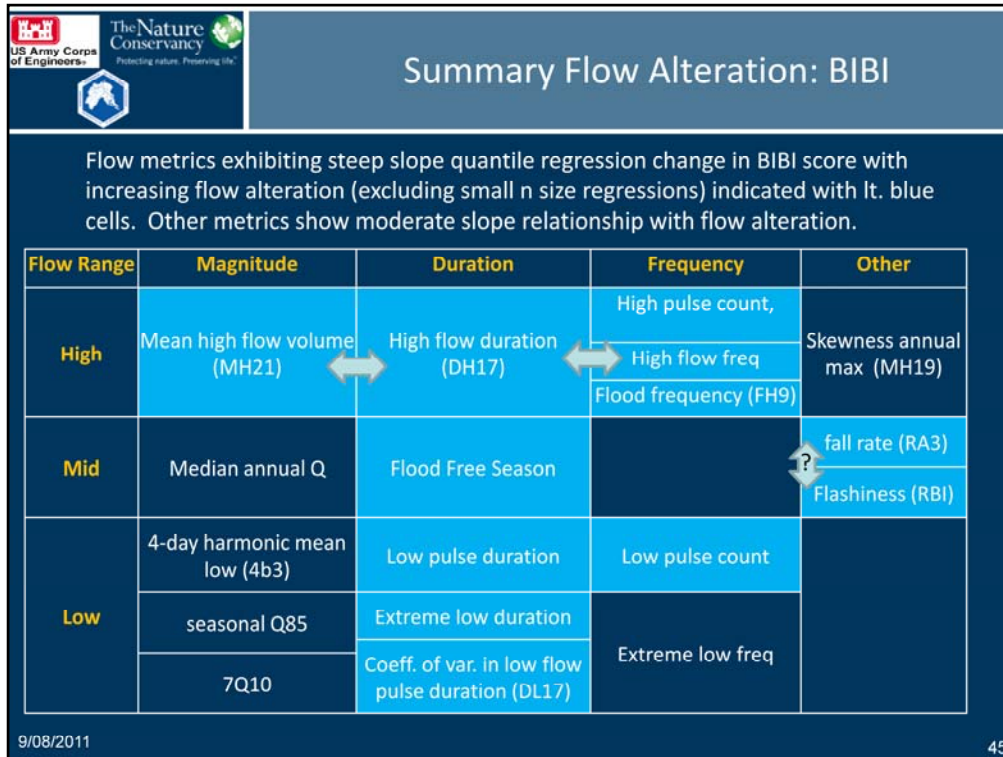 US Army Corps
of Engineers®
The Nature
Conservancy
Protecting nature. Preserving life.
Summary Flow Alteration: BIBI
Flow metrics exhibiting steep slope quantile regression change in BIBI score with
increasing flow alteration (excluding small n size regressions) indicated with lt. blue
cells. Other metrics show moderate slope relationship with flow alteration.
Flow Range Magnitude Duration Frequency Other
High
Mean high flow volume
(MH21)
High flow duration
(DH17)
High pulse count,
High flow freq
Flood frequency (FH9)
Skewness annual
max (MH19)
Mid
Median annual Q
Flood Free Season
?
fall rate (RA3)
Flashiness (RBI)
Low
4-day harmonic mean
low (4b3)
seasonal Q85
7Q10
Low pulse duration
Extreme low duration
Coeff. of var. in low flow
pulse duration (DL17)
Low pulse count
Extreme low freq
9/08/2011
45